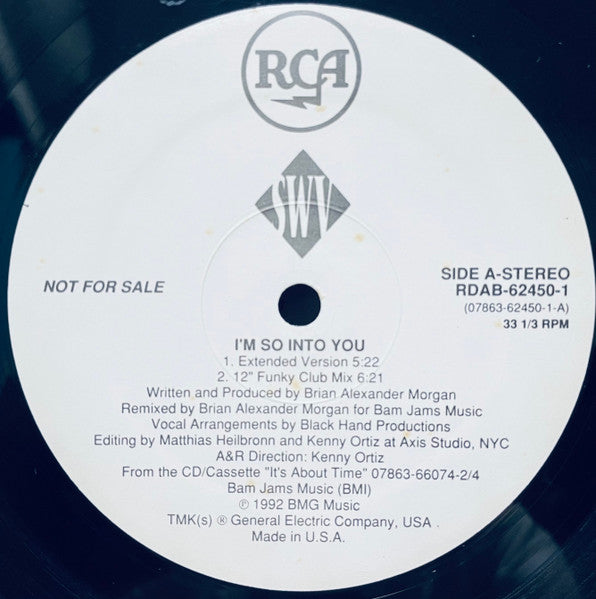 RCA
SWV
NOT FOR SALE
SIDE A-STEREO
RDAB-62450-1
(07863-62450-1-A)
33 1/3 RPM
I'M SO INTO YOU
1. Extended Version 5:22
2. 12" Funky Club Mix 6:21
Written and Produced by Brian Alexander Morgan
Remixed by Brian Alexander Morgan for Bam Jams Music
Vocal Arrangements by Black Hand Productions
Editing by Matthias Heilbronn and Kenny Ortiz at Axis Studio, NYC
A&R Direction: Kenny Ortiz
From the CD/Cassette "It's About Time" 07863-66074-2/4
Bam Jams Music (BMI)
℗ 1992 BMG Music
TMK(s) ® General Electric Company, USA .
Made in U.S.A.